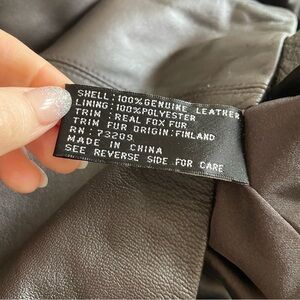 SHELL:100%GENUINE LEATHER
LINING:100%POLYESTER
TRIM :REAL FOX FUR
TRIM FUR ORIGIN:FINLAND
RN :73209
MADE IN CHINA
SEE REVERSE SIDE FOR CARE